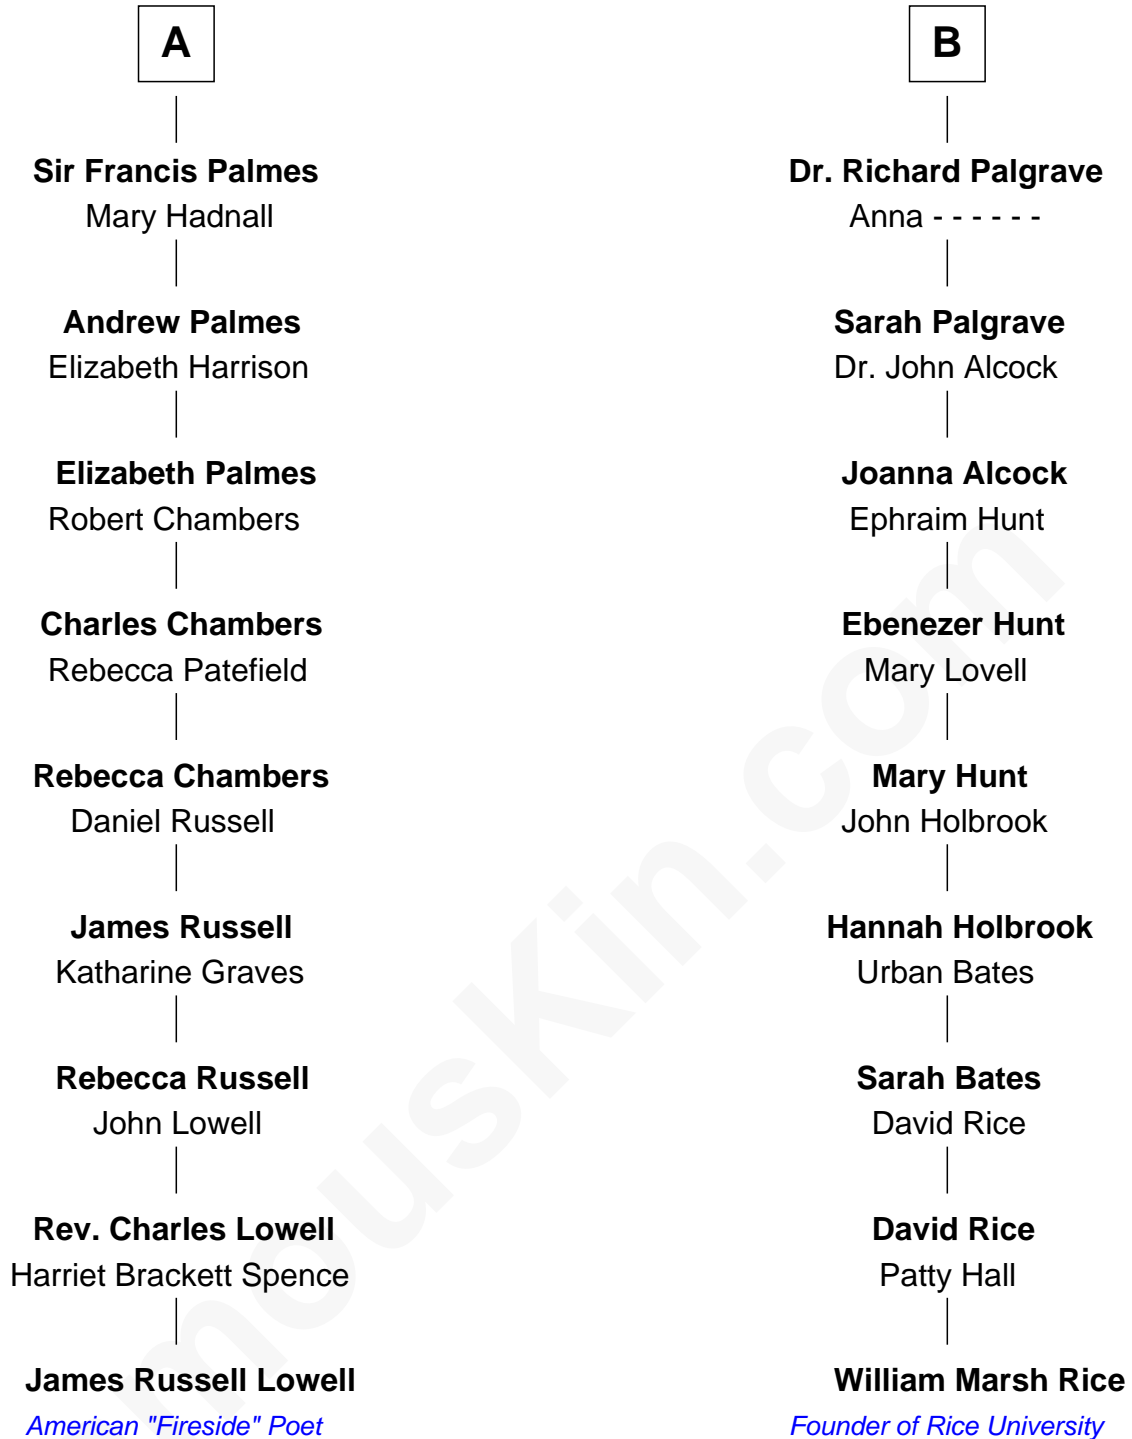 A
Sir Francis Palmes
Mary Hadnall
Andrew Palmes
Elizabeth Harrison
Elizabeth Palmes
Robert Chambers
Charles Chambers
Rebecca Patefield
Rebecca Chambers
Daniel Russell
James Russell
Katharine Graves
Rebecca Russell
John Lowell
Rev. Charles Lowell
Harriet Brackett Spence
James Russell Lowell
American "Fireside" Poet
B
Dr. Richard Palgrave
Anna - - - - - -
Sarah Palgrave
Dr. John Alcock
Joanna Alcock
Ephraim Hunt
Ebenezer Hunt
Mary Lovell
Mary Hunt
John Holbrook
Hannah Holbrook
Urban Bates
Sarah Bates
David Rice
David Rice
Patty Hall
William Marsh Rice
Founder of Rice University
mousKin.com